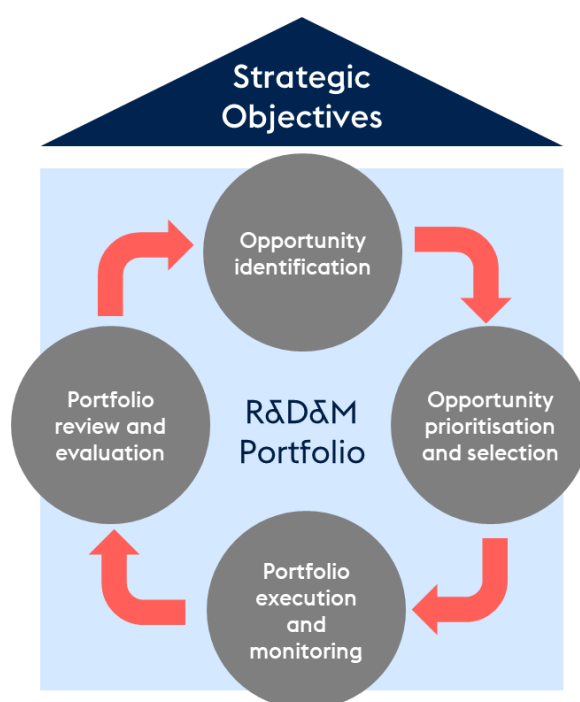 Strategic
Objectives
Opportunity
identification
Opportunity
prioritisation
and selection
R&D&M
Portfolio
Portfolio
review and
evaluation
Portfolio
execution
and
monitoring